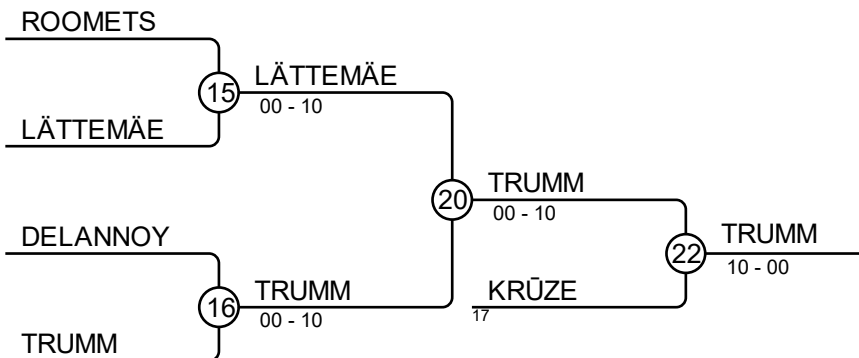 ROOMETS
15
LÄTTEMÄE
00 - 10
LÄTTEMÄE
20
TRUMM
00 - 10
DELANNOY
22
TRUMM
10 - 00
16
TRUMM
00 - 10
KRŪZE
17
TRUMM